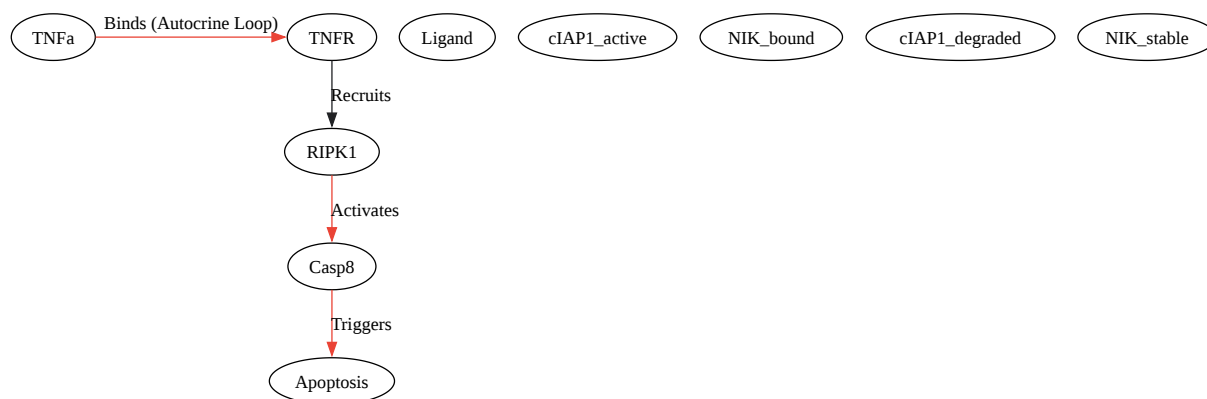 Binds (Autocrine Loop)
TNFa
TNFR
Ligand
cIAP1_active
NIK_bound
cIAP1_degraded
NIK_stable
Recruits
RIPK1
Activates
Casp8
Triggers
Apoptosis